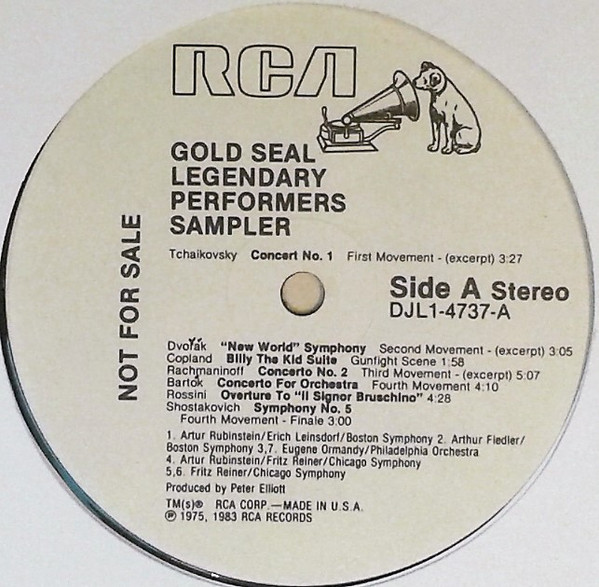 RCA
GOLD SEAL
LEGENDARY
PERFORMERS
SAMPLER
NOT FOR SALE
Tchaikovsky Concert No. 1 First Movement - (excerpt) 3:27
Side A Stereo
DJL1-4737-A
Dvořák "New World" Symphony Second Movement - (excerpt) 3:05
Copland Billy The Kid Suite Gunfight Scene 1:58
Rachmaninoff Concerto No. 2 Third Movement - (excerpt) 5:07
Bartók Concerto For Orchestra Fourth Movement 4:10
Rossini Overture To "Il Signor Bruschino" 4:28
Shostakovich Symphony No. 5
Fourth Movement - Finale 3:00
1. Artur Rubinstein/Erich Leinsdorf/Boston Symphony 2. Arthur Fiedler/
Boston Symphony 3,7. Eugene Ormandy/Philadelphia Orchestra
4. Artur Rubinstein/Fritz Reiner/Chicago Symphony
5,6. Fritz Reiner/Chicago Symphony
Produced by Peter Elliott
TM(s)® RCA CORP.—MADE IN U.S.A.
℗ 1975, 1983 RCA RECORDS